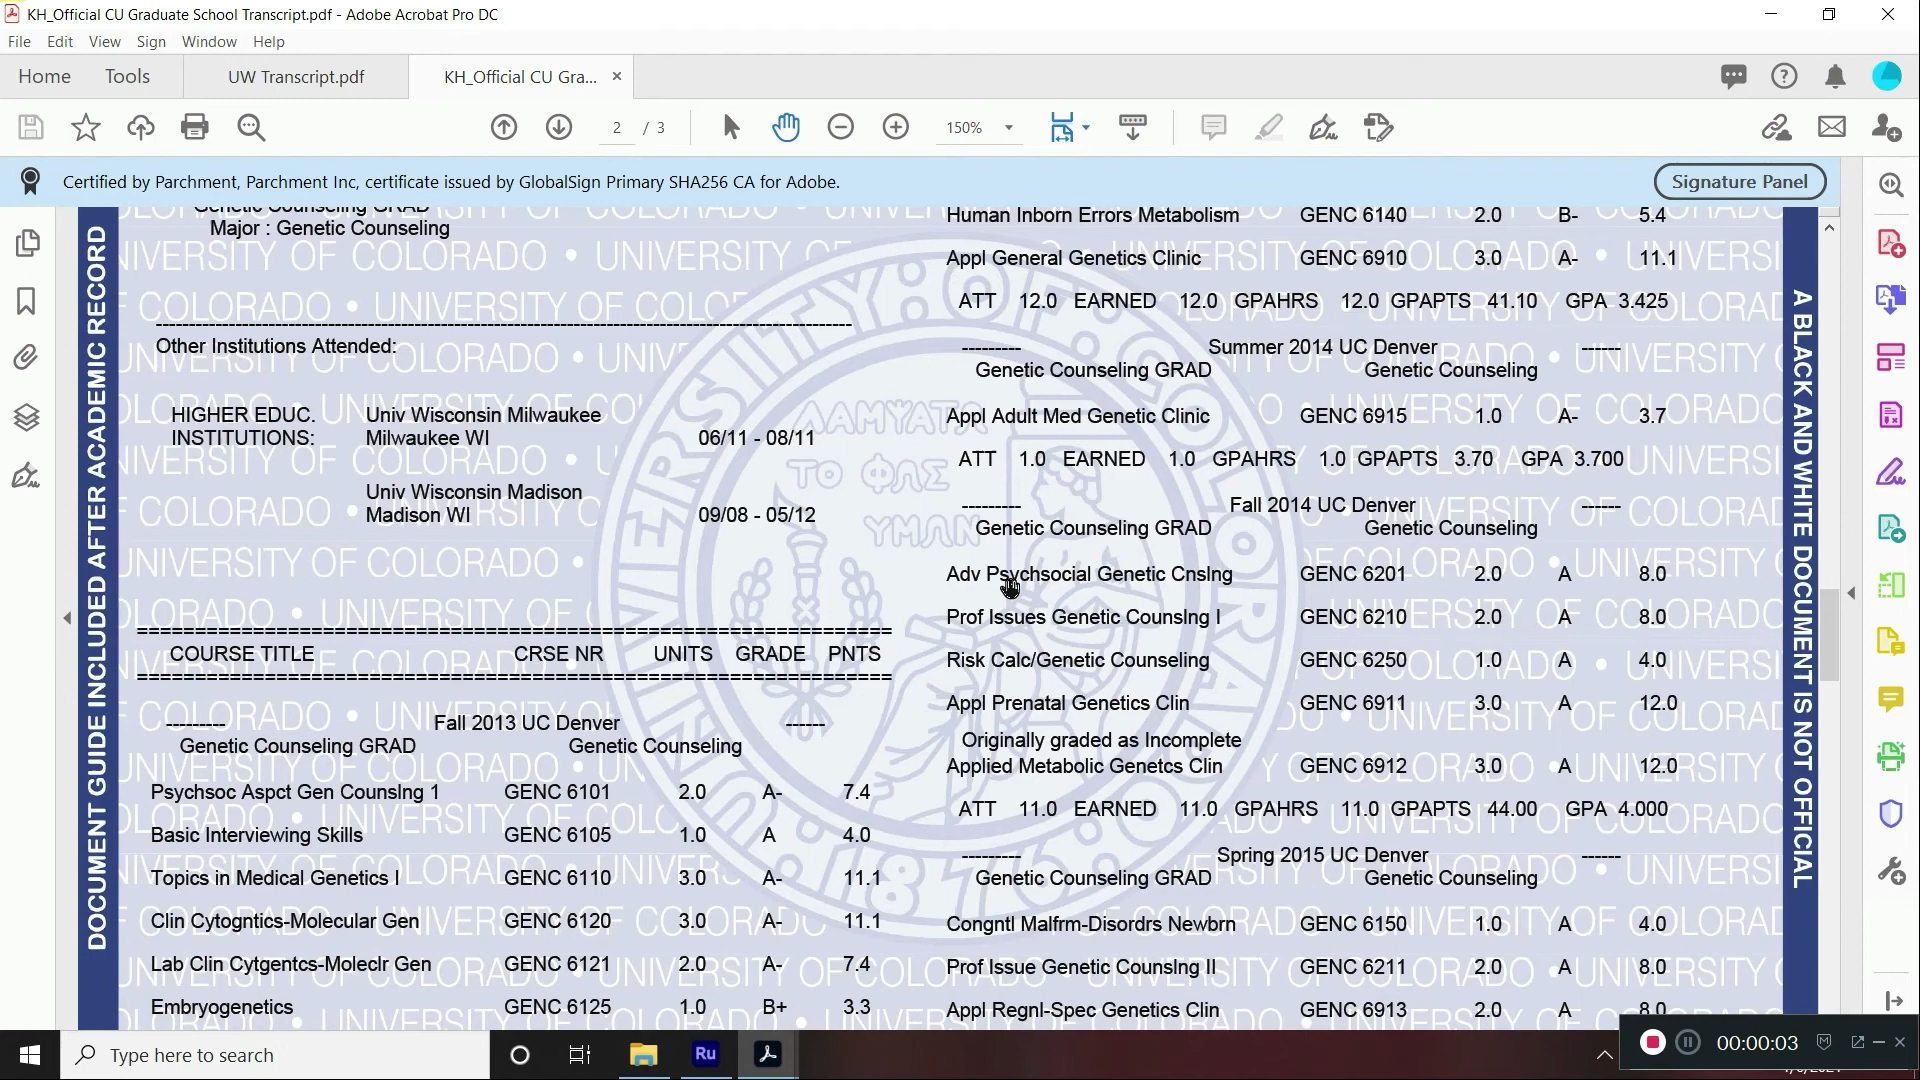 KH_Official CU Graduate School Transcript.pdf - Adobe Acrobat Pro DC
File Edit View Sign Window Help
Home Tools UW Transcript.pdf KH_Official CU Gra... ×
2 / 3 150%
Certified by Parchment, Parchment Inc, certificate issued by GlobalSign Primary SHA256 CA for Adobe. Signature Panel
DOCUMENT GUIDE INCLUDED AFTER ACADEMIC RECORD
Genetic Counseling GRAD
Major : Genetic Counseling
Other Institutions Attended:
HIGHER EDUC. Univ Wisconsin Milwaukee
INSTITUTIONS: Milwaukee WI 06/11 - 08/11
Univ Wisconsin Madison
Madison WI 09/08 - 05/12
COURSE TITLE CRSE NR UNITS GRADE PNTS
--------- Fall 2013 UC Denver ------
Genetic Counseling GRAD Genetic Counseling
Psychsoc Aspct Gen Counslng 1 GENC 6101 2.0 A- 7.4
Basic Interviewing Skills GENC 6105 1.0 A 4.0
Topics in Medical Genetics I GENC 6110 3.0 A- 11.1
Clin Cytogntics-Molecular Gen GENC 6120 3.0 A- 11.1
Lab Clin Cytgentcs-Moleclr Gen GENC 6121 2.0 A- 7.4
Embryogenetics GENC 6125 1.0 B+ 3.3
Human Inborn Errors Metabolism GENC 6140 2.0 B- 5.4
Appl General Genetics Clinic GENC 6910 3.0 A- 11.1
ATT 12.0 EARNED 12.0 GPAHRS 12.0 GPAPTS 41.10 GPA 3.425
--------- Summer 2014 UC Denver ------
Genetic Counseling GRAD Genetic Counseling
Appl Adult Med Genetic Clinic GENC 6915 1.0 A- 3.7
ATT 1.0 EARNED 1.0 GPAHRS 1.0 GPAPTS 3.70 GPA 3.700
--------- Fall 2014 UC Denver ------
Genetic Counseling GRAD Genetic Counseling
Adv Psychsocial Genetic Cnslng GENC 6201 2.0 A 8.0
Prof Issues Genetic Counslng I GENC 6210 2.0 A 8.0
Risk Calc/Genetic Counseling GENC 6250 1.0 A 4.0
Appl Prenatal Genetics Clin GENC 6911 3.0 A 12.0
Originally graded as Incomplete
Applied Metabolic Genetcs Clin GENC 6912 3.0 A 12.0
ATT 11.0 EARNED 11.0 GPAHRS 11.0 GPAPTS 44.00 GPA 4.000
--------- Spring 2015 UC Denver ------
Genetic Counseling GRAD Genetic Counseling
Congntl Malfrm-Disordrs Newbrn GENC 6150 1.0 A 4.0
Prof Issue Genetic Counslng II GENC 6211 2.0 A 8.0
Appl Regnl-Spec Genetics Clin GENC 6913 2.0 A 8.0
A BLACK AND WHITE DOCUMENT IS NOT OFFICIAL
Type here to search
Ru
00:00:03